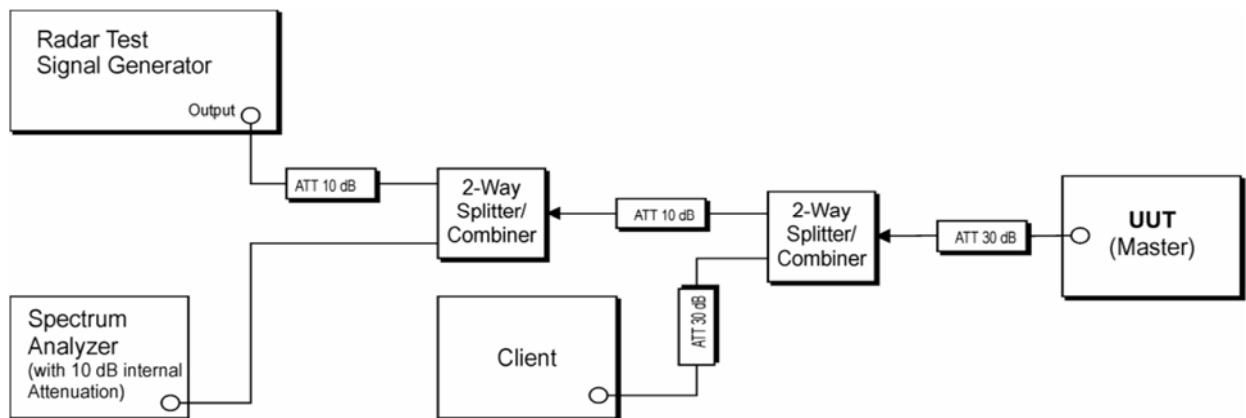 Radar Test
Signal Generator
Output
ATT 10 dB
2-Way
Splitter/
Combiner
ATT 10 dB
2-Way
Splitter/
Combiner
ATT 30 dB
UUT
(Master)
Spectrum
Analyzer
(with 10 dB internal
Attenuation)
Client
ATT 30 dB